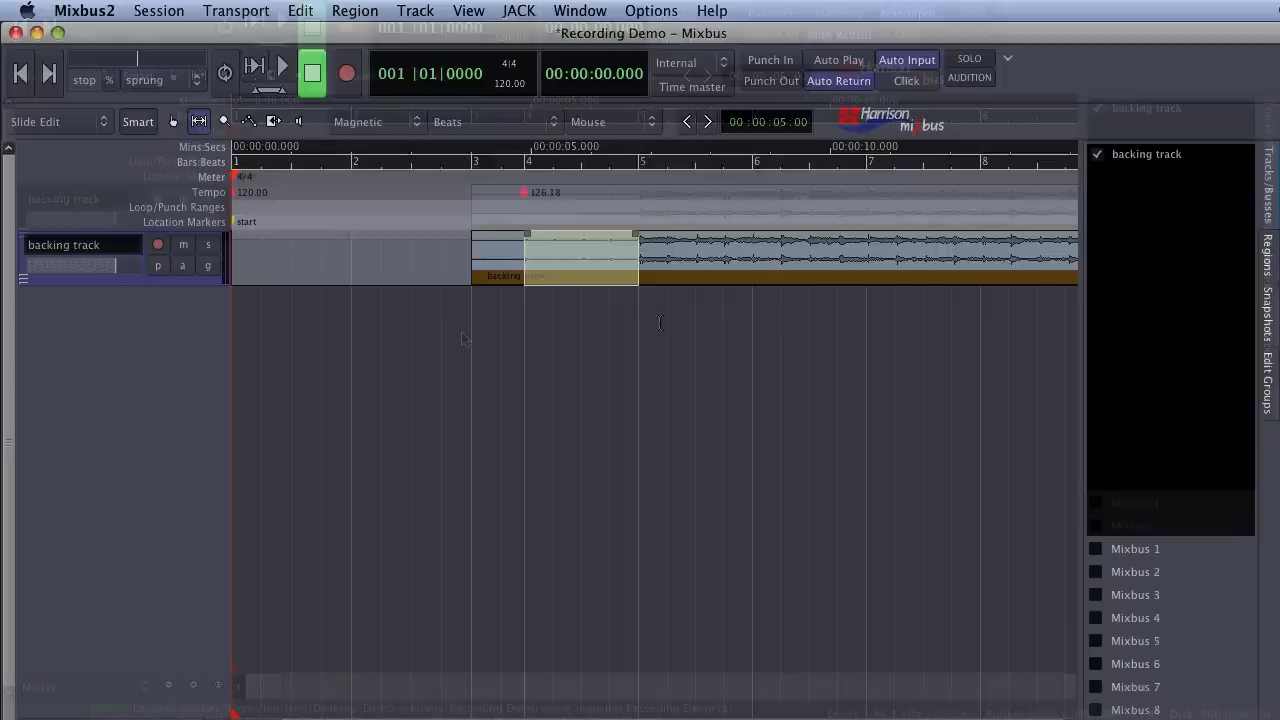 Mixbus2 Session Transport Edit Region Track View JACK Window Options Help
*Recording Demo – Mixbus
stop % sprung 001 |01|0000 4/4 120.00 00:00:00.000 Internal Time master Punch In Auto Play Auto Input Punch Out Auto Return Click SOLO AUDITION
Slide Edit Smart Magnetic Beats Mouse 00:00:05:00 Harrison mixbus
Mins:Secs 00:00:00.000 00:00:05.000 00:00:10.000
Bars:Beats 1 2 3 4 5 6 7 8
Meter 4/4
Tempo 120.00 126.18
Loop/Punch Ranges
Location Markers start
backing track m s
p a g
backing
backing track
backing track
backing track
Tracks/Busses
Regions
Snapshots
Edit Groups
Mixbus 1
Mixbus 2
Mixbus 3
Mixbus 4
Mixbus 5
Mixbus 6
Mixbus 7
Mixbus 8
Mouse